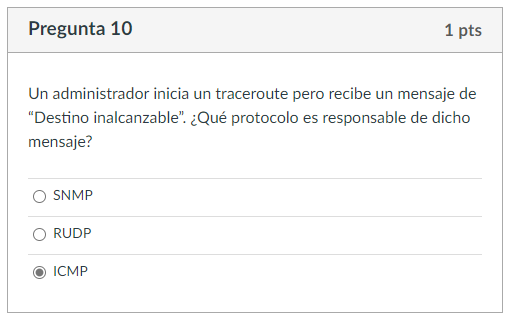 Pregunta 10
1 pts
Un administrador inicia un traceroute pero recibe un mensaje de
“Destino inalcanzable”. ¿Qué protocolo es responsable de dicho
mensaje?
SNMP
RUDP
ICMP